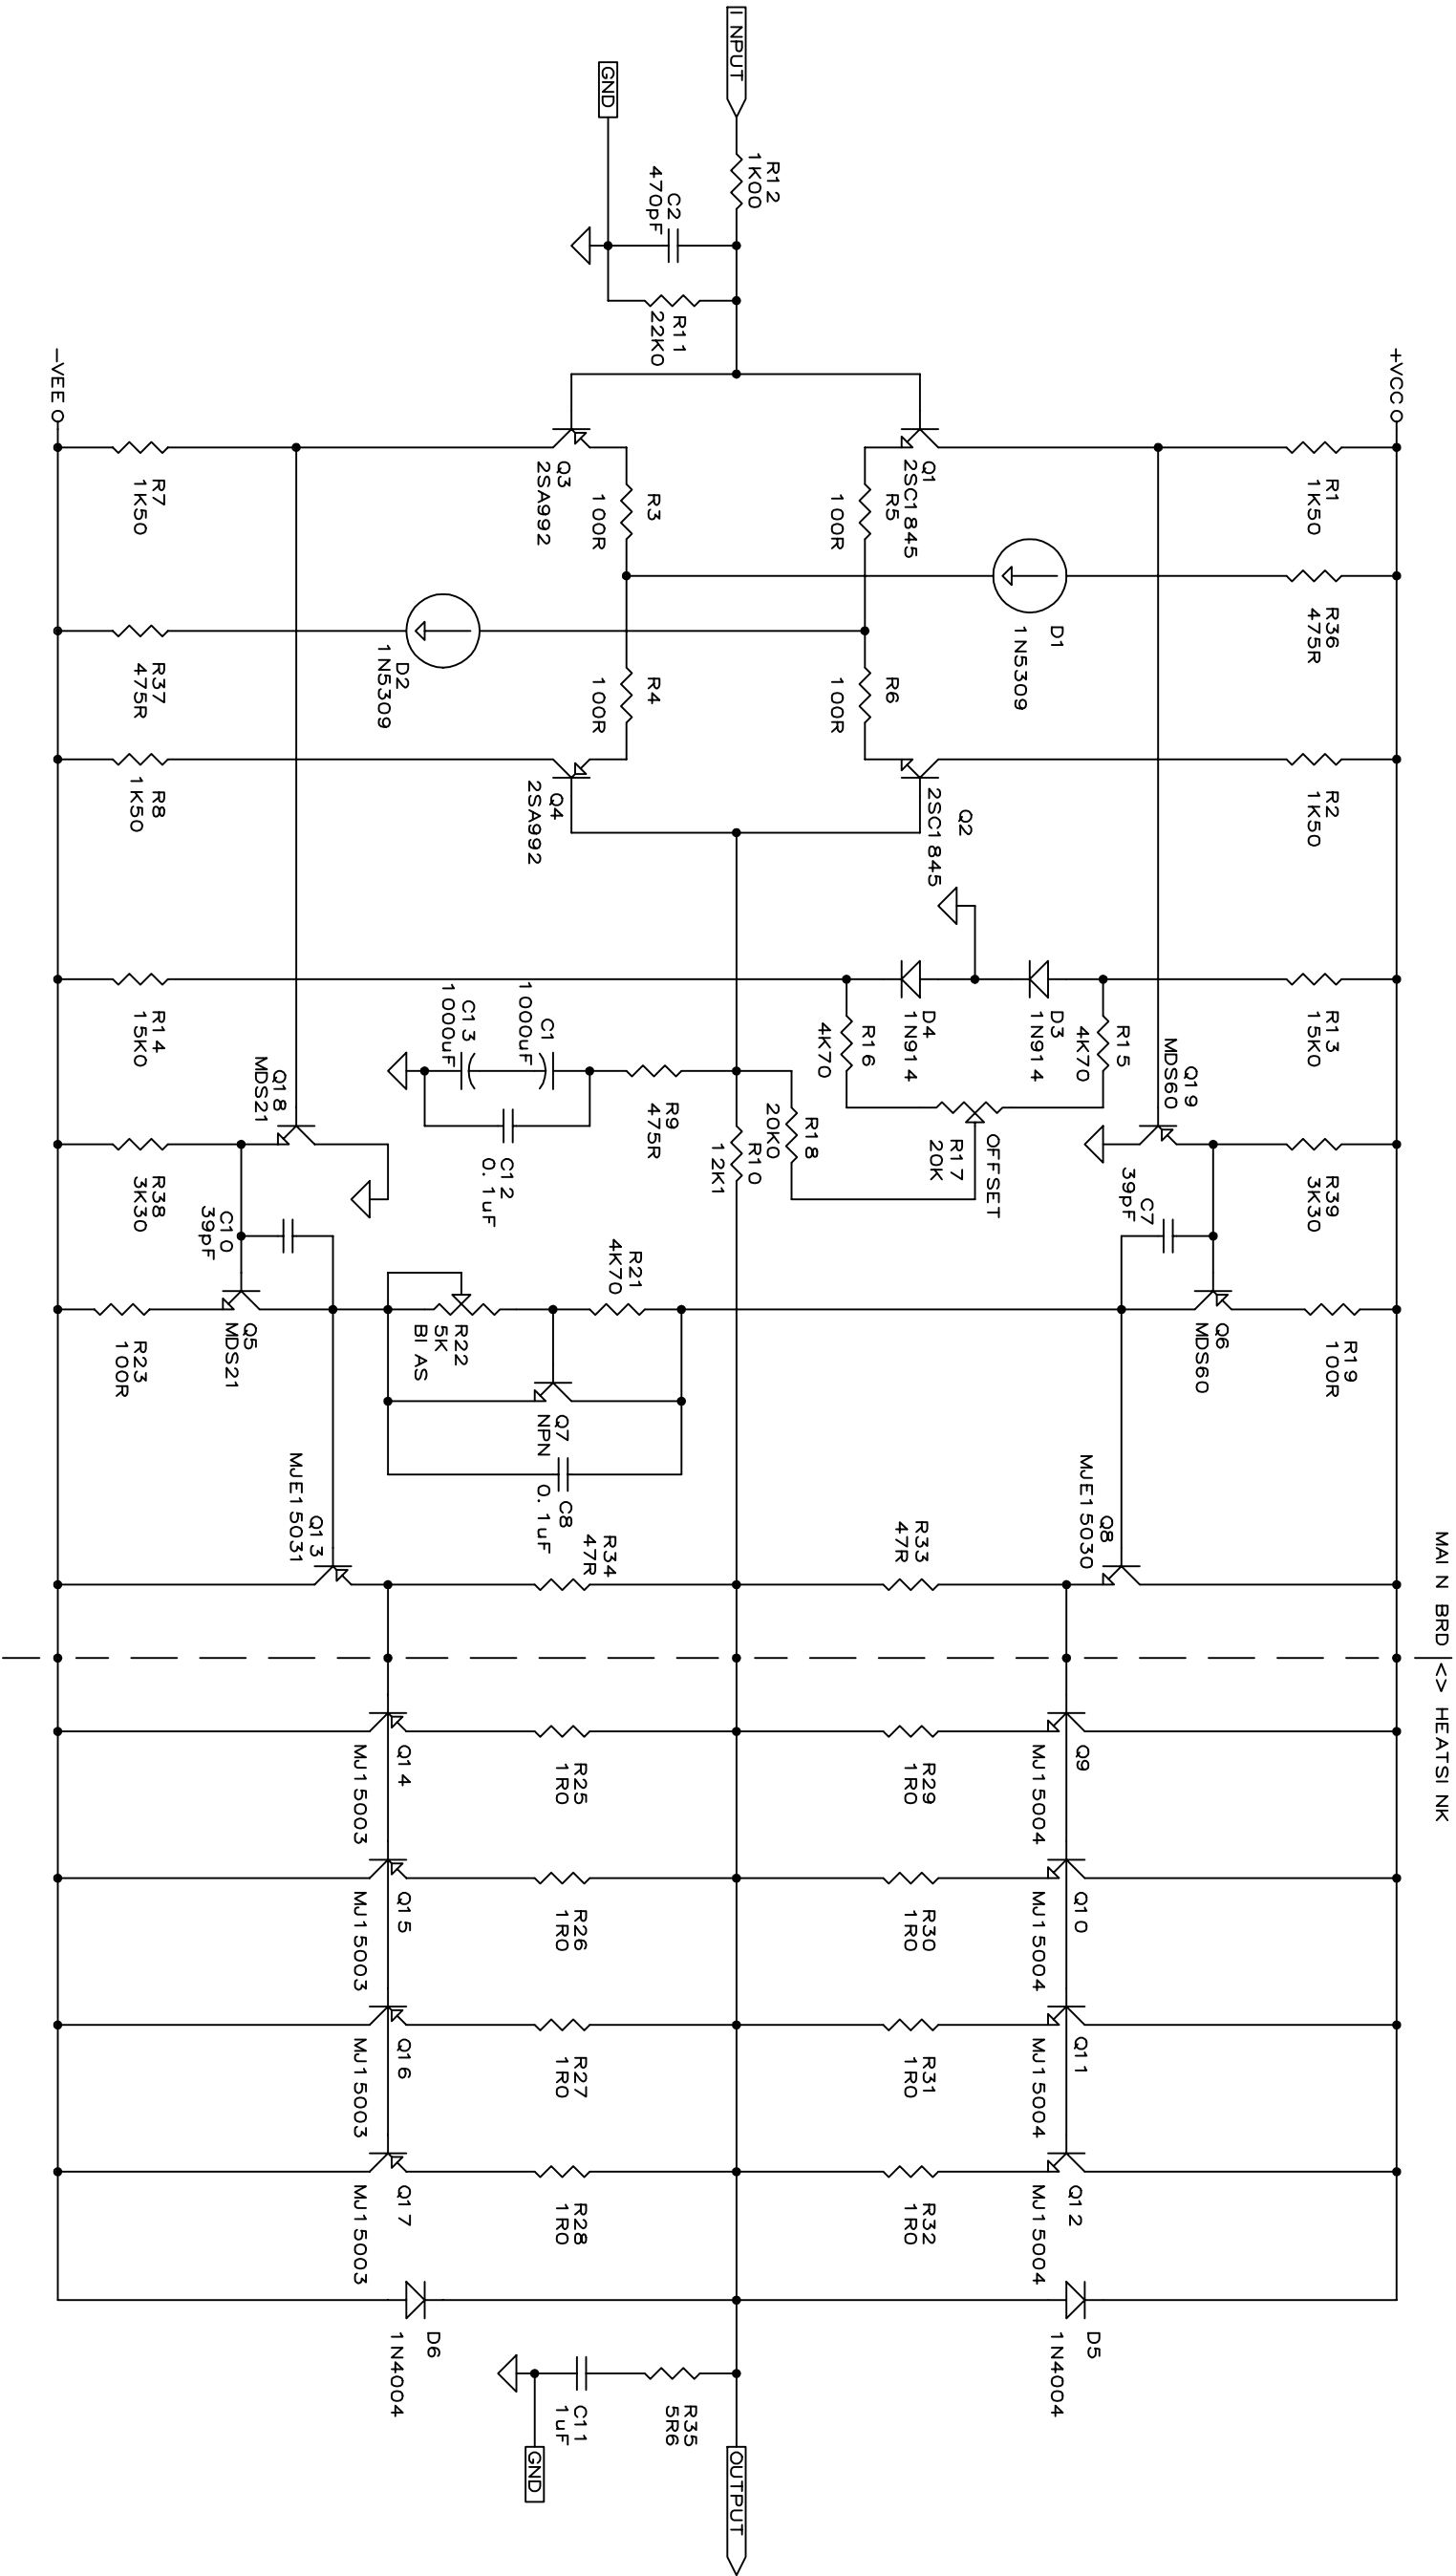 MAIN BRD <> HEATSINK
+VCC
R1
1K50
R36
475R
R2
1K50
R13
15K0
R39
3K30
R19
100R
D1
1N5309
Q19
MDS60
R15
4K70
D3
1N914
C7
39pF
Q6
MDS60
Q8
MJE15030
Q9
MJ15004
Q10
MJ15004
Q11
MJ15004
Q12
MJ15004
D5
1N4004
Q1
2SC1845
R5
100R
R6
100R
Q2
2SC1845
D4
1N914
R16
4K70
OFFSET
R17
20K
R18
20K0
R33
47R
R29
1R0
R30
1R0
R31
1R0
R32
1R0
INPUT
R12
1K00
C2
470pF
R11
22K0
GND
R10
12K1
R9
475R
OUTPUT
R35
5R6
C11
1uF
GND
R3
100R
R4
100R
Q3
2SA992
Q4
2SA992
C1
1000uF
C13
1000uF
C12
0.1uF
R21
4K70
R22
5K
BIAS
Q7
NPN
C8
0.1uF
R34
47R
R25
1R0
R26
1R0
R27
1R0
R28
1R0
D2
1N5309
Q18
MDS21
C10
39pF
Q5
MDS21
Q13
MJE15031
Q14
MJ15003
Q15
MJ15003
Q16
MJ15003
Q17
MJ15003
D6
1N4004
-VEE
R7
1K50
R37
475R
R8
1K50
R14
15K0
R38
3K30
R23
100R